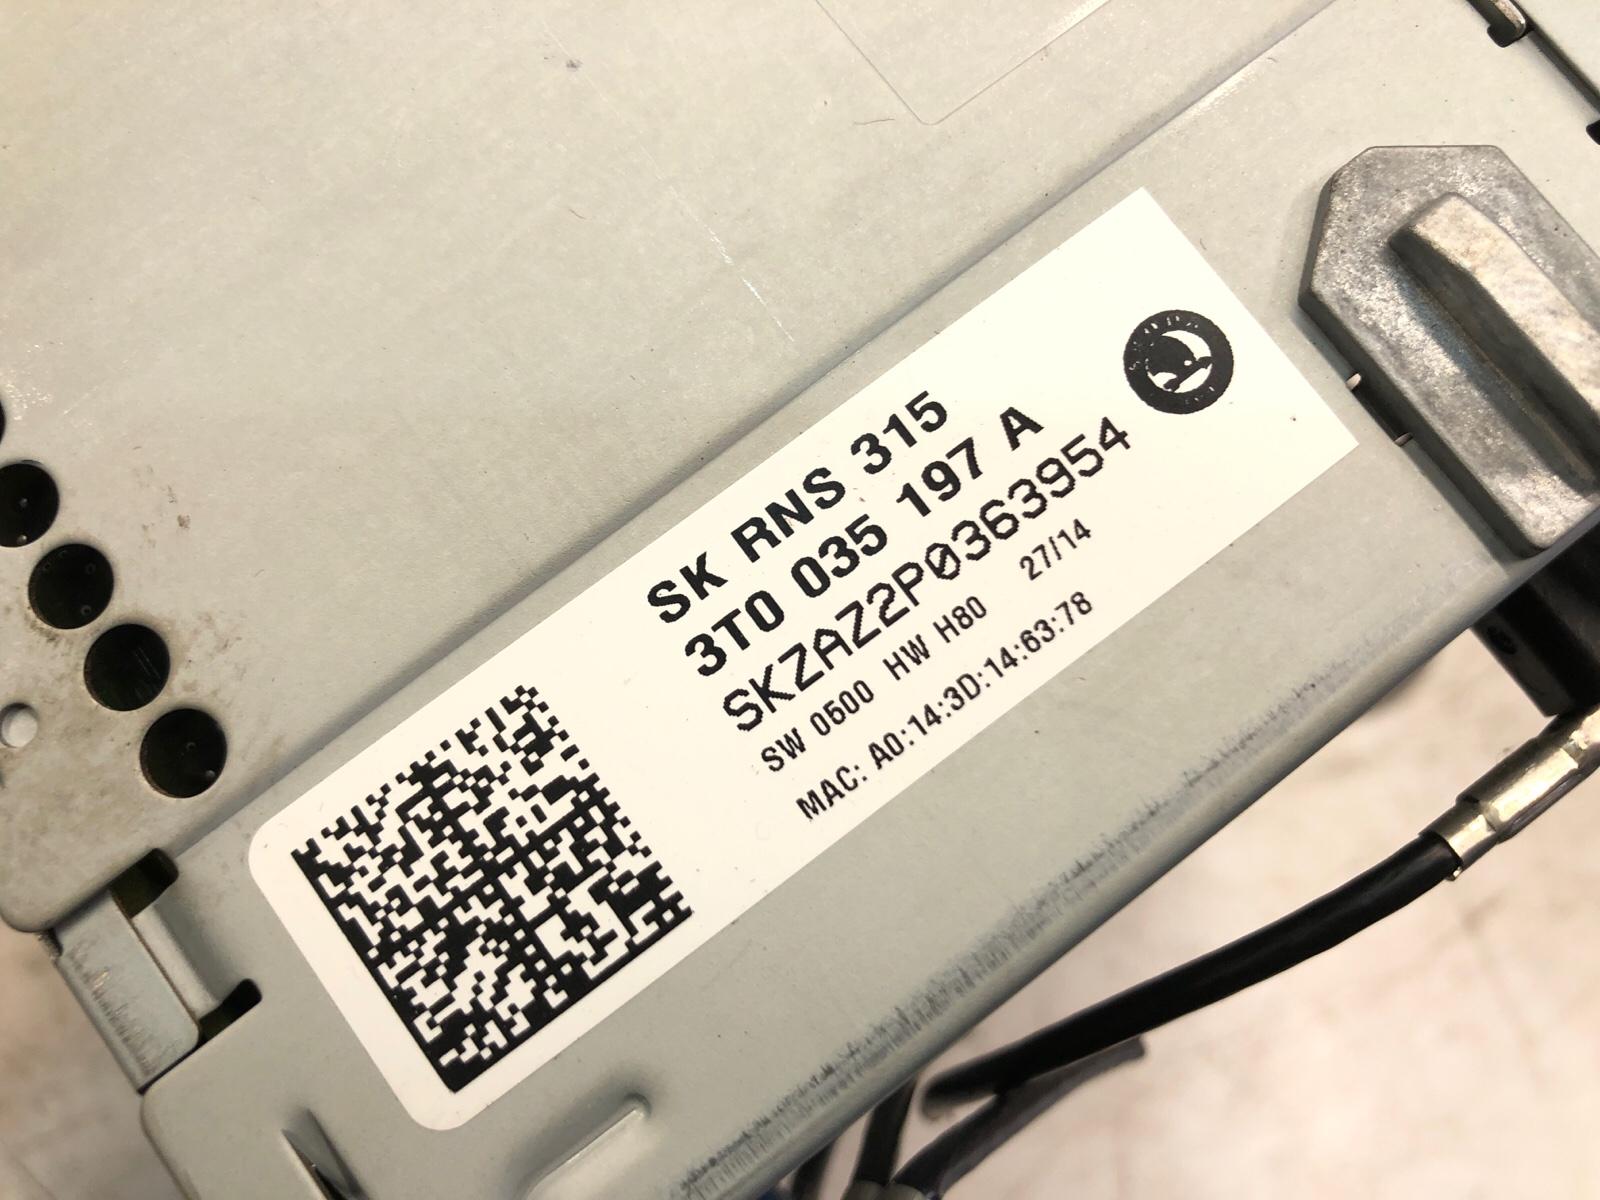 SK RNS 315
3T0 035 197 A
SKZAZ2P0363954
SW 0600 HW H80 27/14
MAC: A0:14:3D:14:63:78